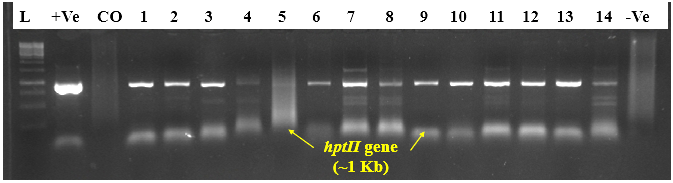 L +Ve CO 1 2 3 4 5 6 7 8 9 10 11 12 13 14 -Ve
hptII gene
(~1 Kb)